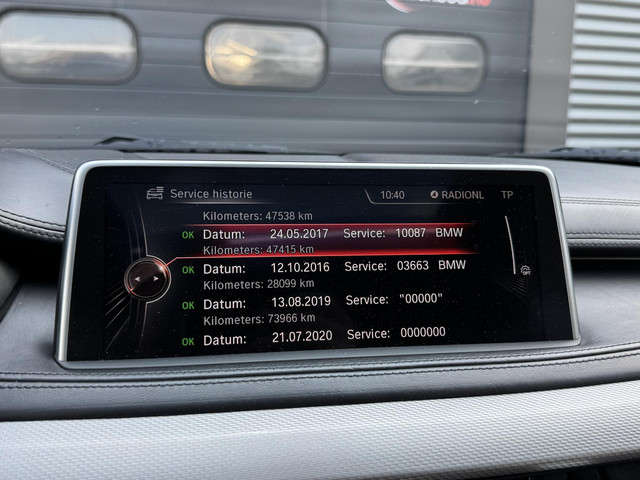 Service histoire
10:40
RADIONL
TP
Kilometers: 47538 km
OK Datum: 24.05.2017 Service: 10087 BMW
Kilometers: 47415 km
OK Datum: 12.10.2016 Service: 03663 BMW
Kilometers: 28099 km
OK Datum: 13.08.2019 Service: "00000"
Kilometers: 73966 km
OK Datum: 21.07.2020 Service: 0000000
OFF